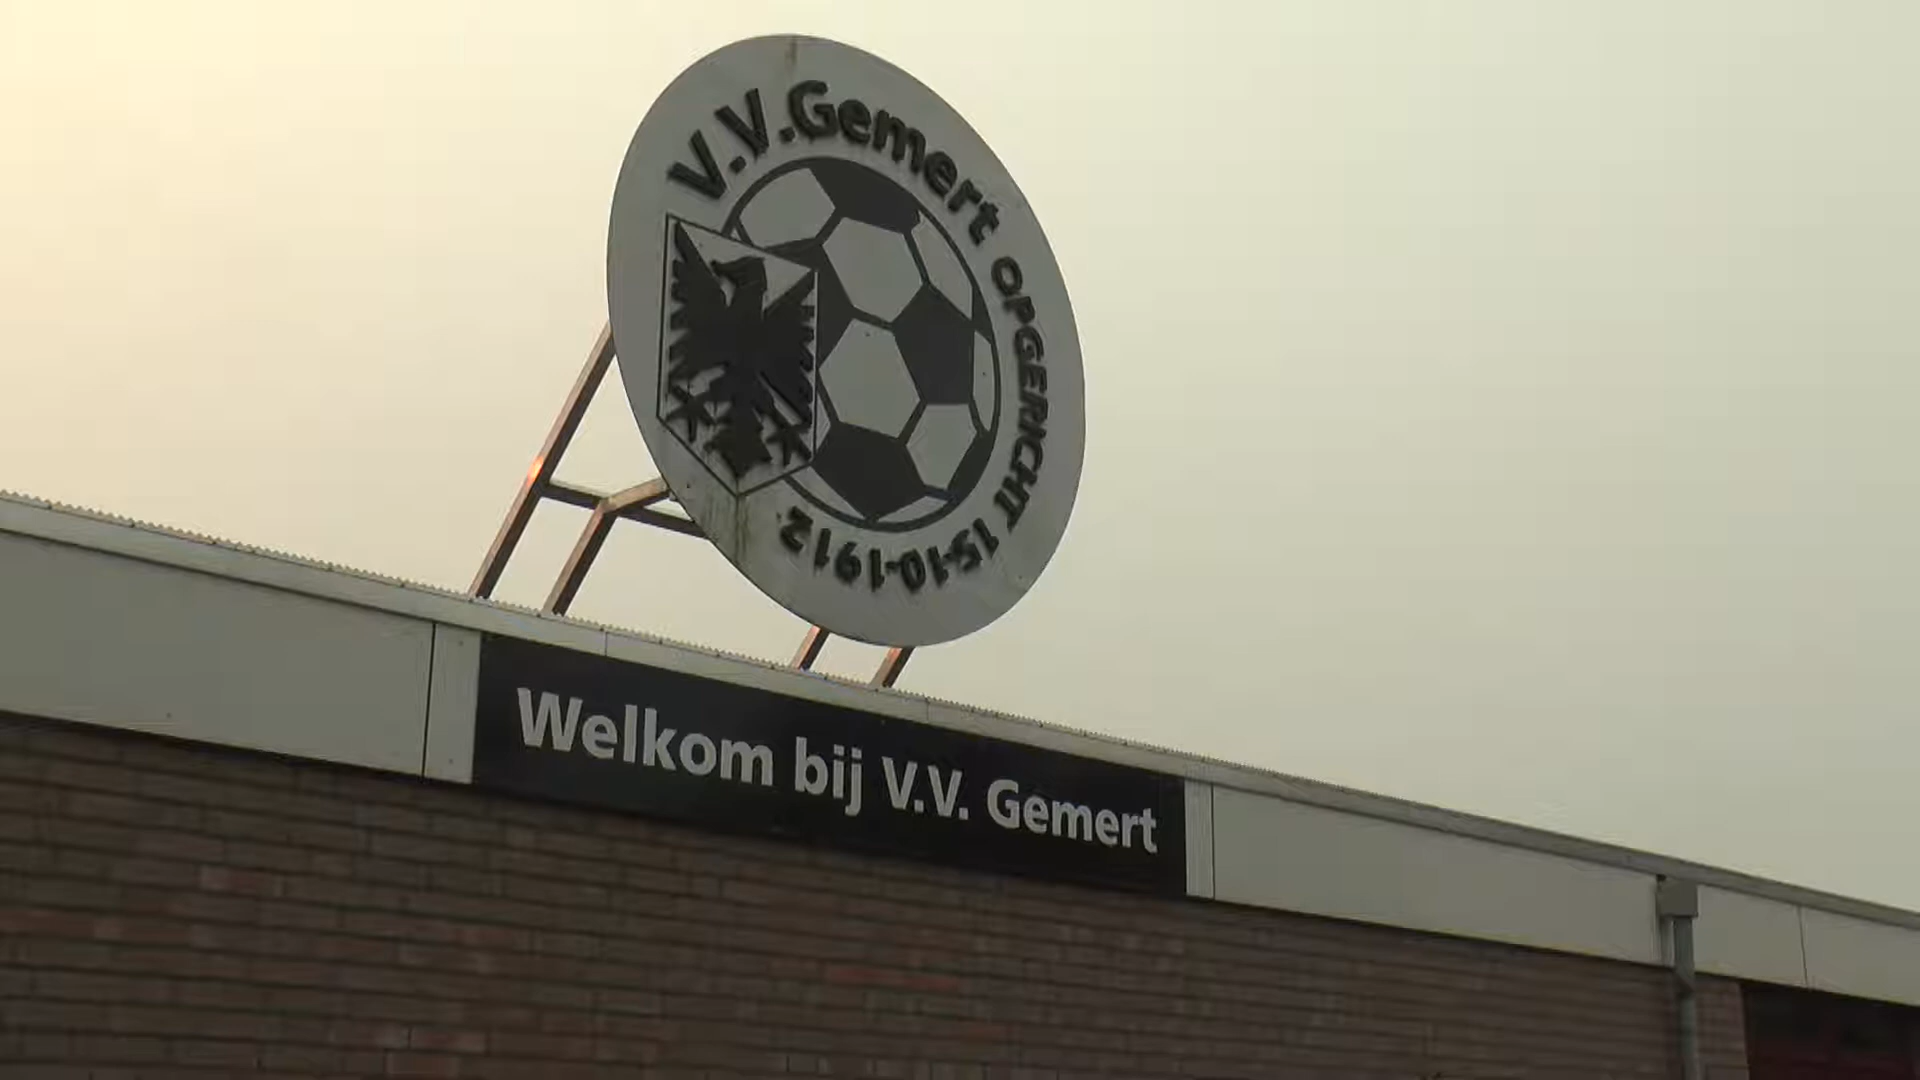 V.V. Gemert OPGERICHT 15-10-1912
Welkom bij V.V. Gemert